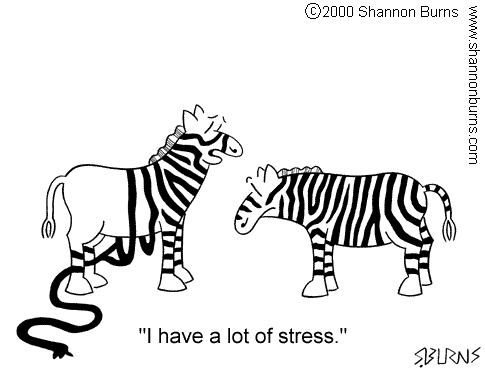 ©2000 Shannon Burns
www.shannonburns.com
"I have a lot of stress."
S.BURNS